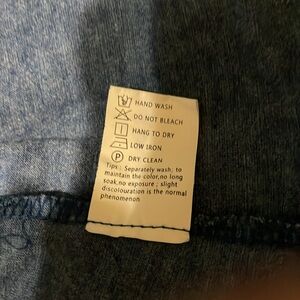 HAND WASH
DO NOT BLEACH
HANG TO DRY
LOW IRON
P DRY CLEAN
Tips: Separately wash; to
maintain the color,no long
soak,no exposure; slight
discolouration is the normal
phenomenon